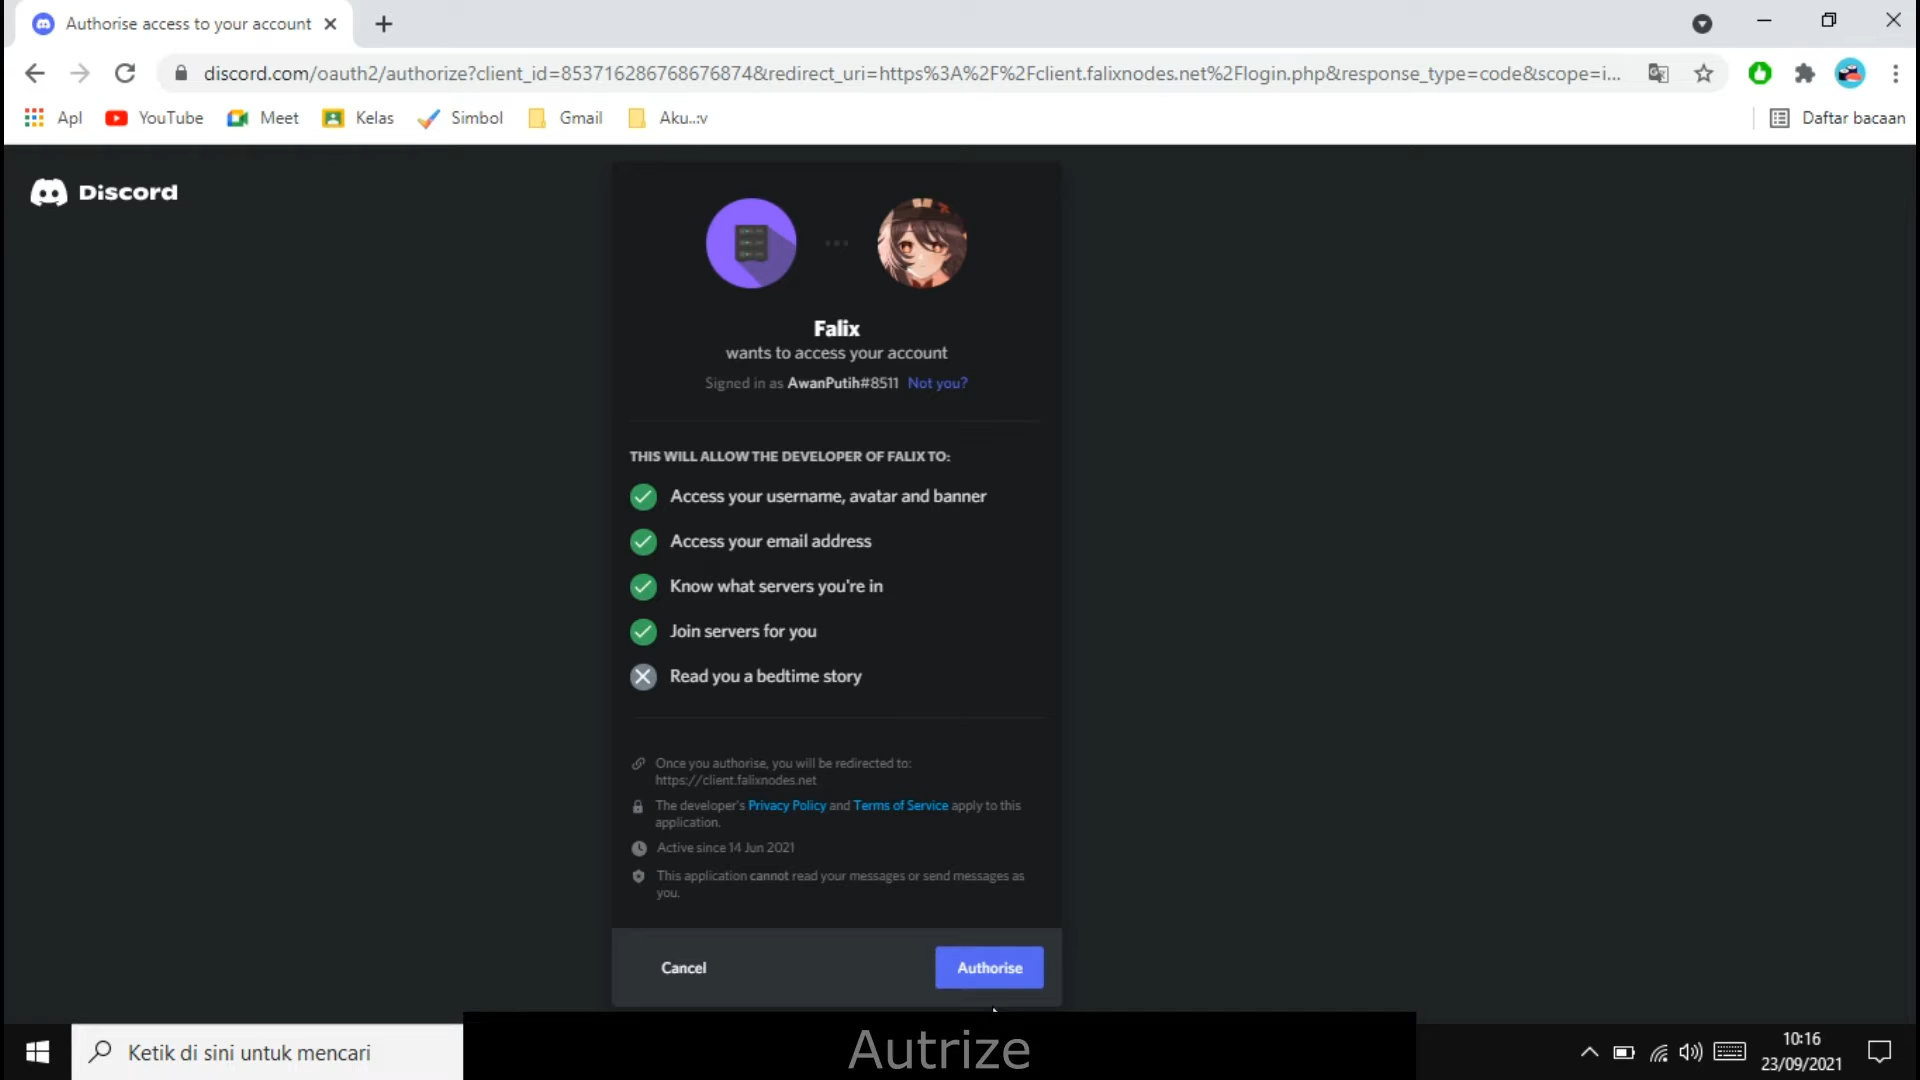 Authorise access to your account
discord.com/oauth2/authorize?client_id=853716286768676874&redirect_uri=https%3A%2F%2Fclient.falixnodes.net%2Flogin.php&response_type=code&scope=i...
Apl YouTube Meet Kelas Simbol Gmail Aku..:v Daftar bacaan
Discord
Falix
wants to access your account
Signed in as AwanPutih#8511 Not you?
THIS WILL ALLOW THE DEVELOPER OF FALIX TO:
Access your username, avatar and banner
Access your email address
Know what servers you're in
Join servers for you
Read you a bedtime story
Once you authorise, you will be redirected to:
https://client.falixnodes.net
The developer's Privacy Policy and Terms of Service apply to this
application.
Active since 14 Jun 2021
This application cannot read your messages or send messages as
you.
Cancel Authorise
Ketik di sini untuk mencari
Autrize
10:16
23/09/2021